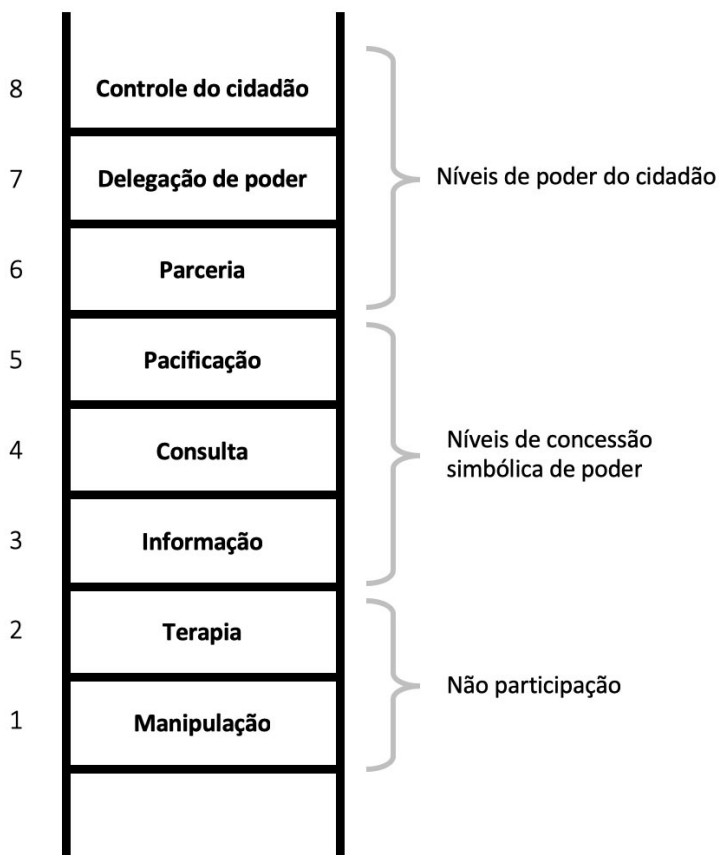 8 Controle do cidadão
7 Delegação de poder
Níveis de poder do cidadão
6 Parceria
5 Pacificação
4 Consulta
Níveis de concessão
simbólica de poder
3 Informação
2 Terapia
Não participação
1 Manipulação